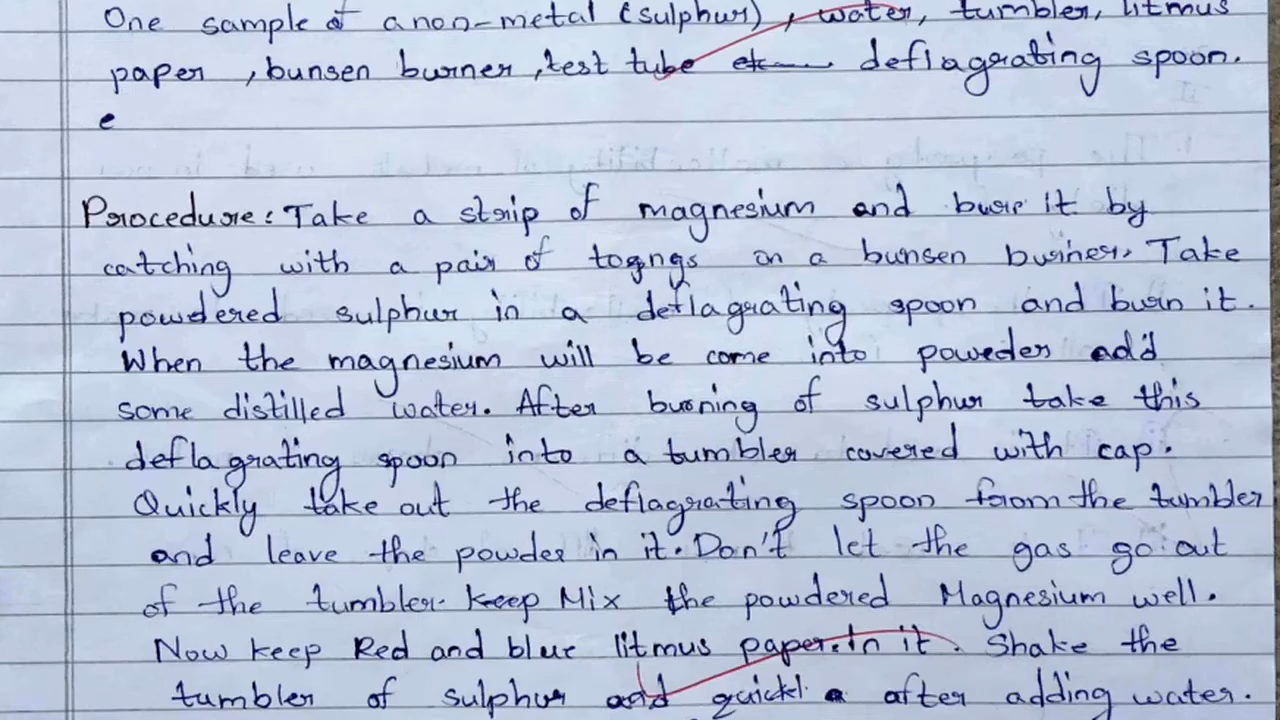 One sample of a non-metal (sulphur), water, tumbler, litmus
paper, bunsen burner, test tube etc deflagrating spoon.
e
Procedure: Take a strip of magnesium and burn it by
catching with a pair of togngs on a bunsen burner. Take
powdered sulphur in a deflagrating spoon and burn it.
When the magnesium will be come into poweder add
some distilled water. After burning of sulphur take this
deflagrating spoon into a tumbler covered with cap.
Quickly take out the deflagrating spoon from the tumbler
and leave the powder in it. Don't let the gas go out
of the tumbler. Keep Mix the powdered Magnesium well.
Now keep Red and blue litmus paper. In it. Shake the
tumbler of sulphur and quickl after adding water.